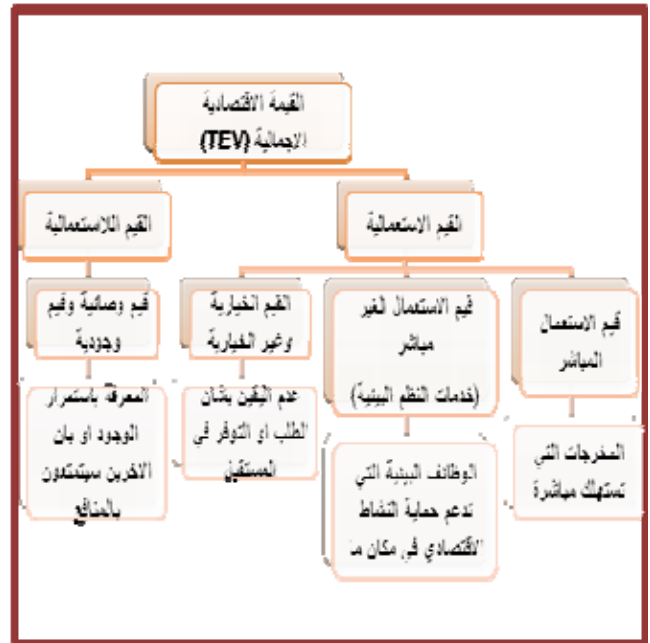 القيمة الاقتصادية
الاجمالية (TEV)
القيم الاستعمالية
القيم اللاستعمالية
قيم الاستعمال
المباشر
قيم الاستعمال الغير
مباشر
(خدمات النظم البيئية)
القيم الخيارية
وغير الخيارية
قيم وصائية وقيم
وجودية
المخرجات التي
تستهلك مباشرة
الوظائف البيئية التي
تدعم حماية النشاط
الاقتصادي في مكان ما
عدم اليقين بشان
الطلب او التوفر في
المستقبل
المعرفة باستمرار
الوجود او بان
الاخرين سيتمتعون
بالمنافع